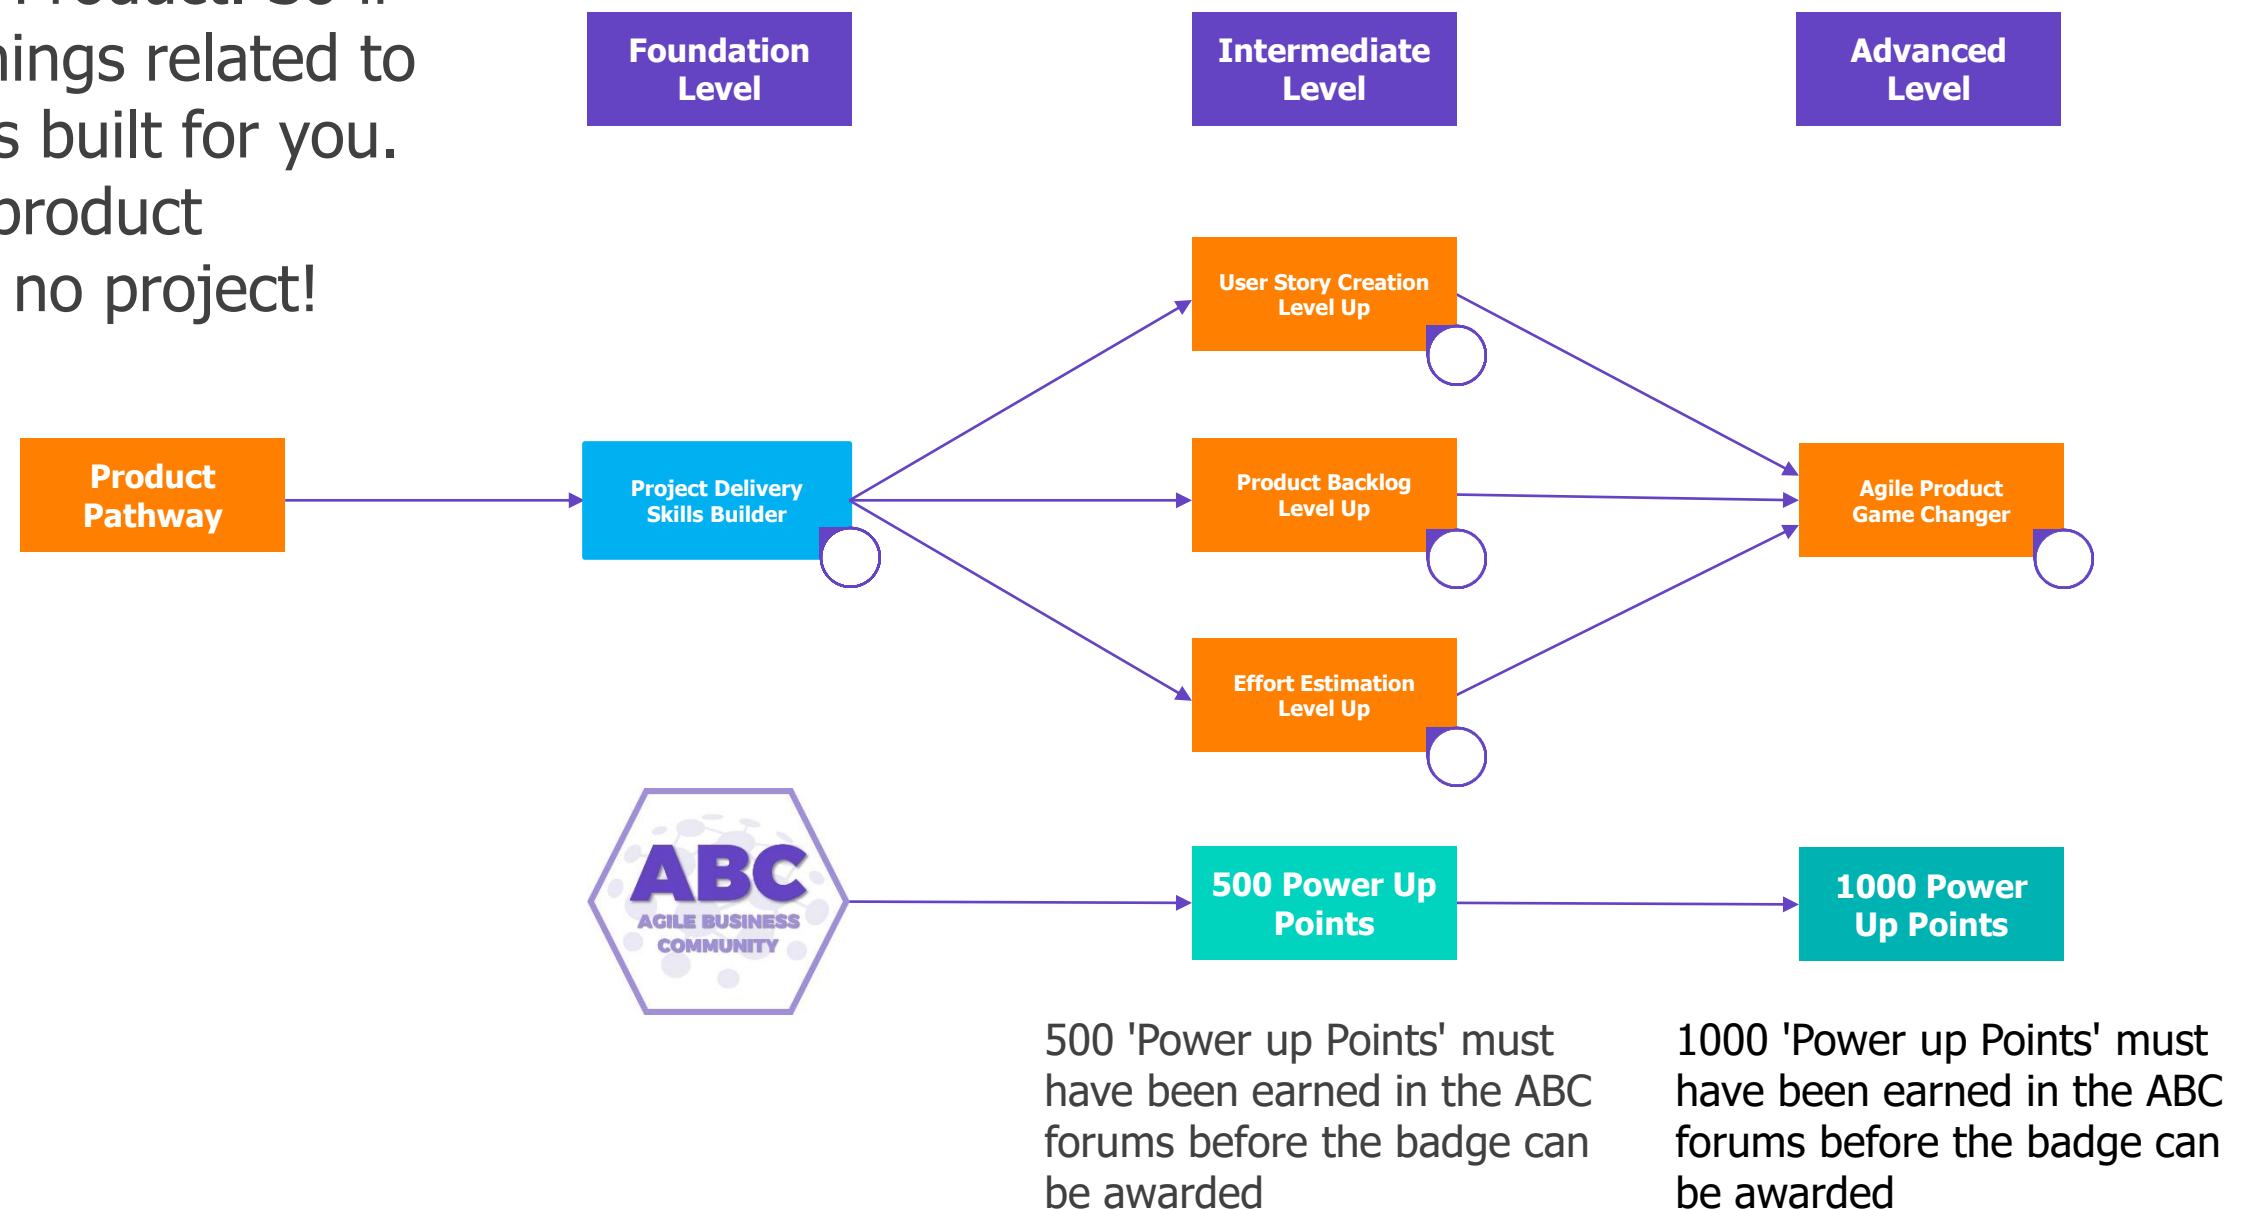 Product. So if
related to
built for you.
product
no project!
Foundation
Level
Intermediate
Level
Advanced
Level
User Story Creation
Level Up
Product
Pathway
Project Delivery
Skills Builder
Product Backlog
Level Up
Agile Product
Game Changer
Effort Estimation
Level Up
ABC
AGILE BUSINESS
COMMUNITY
500 Power Up
Points
1000 Power
Up Points
500 'Power up Points' must
have been earned in the ABC
forums before the badge can
be awarded
1000 'Power up Points' must
have been earned in the ABC
forums before the badge can
be awarded